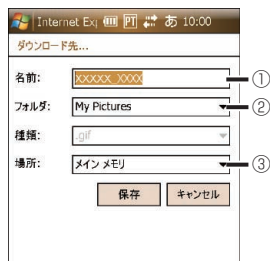 Internet Ex PT あ 10:00
ダウンロード先...
名前: XXXXX_XXXX ①
フォルダ: My Pictures ②
種類: .gif
場所: メイン メモリ ③
保存 キャンセル